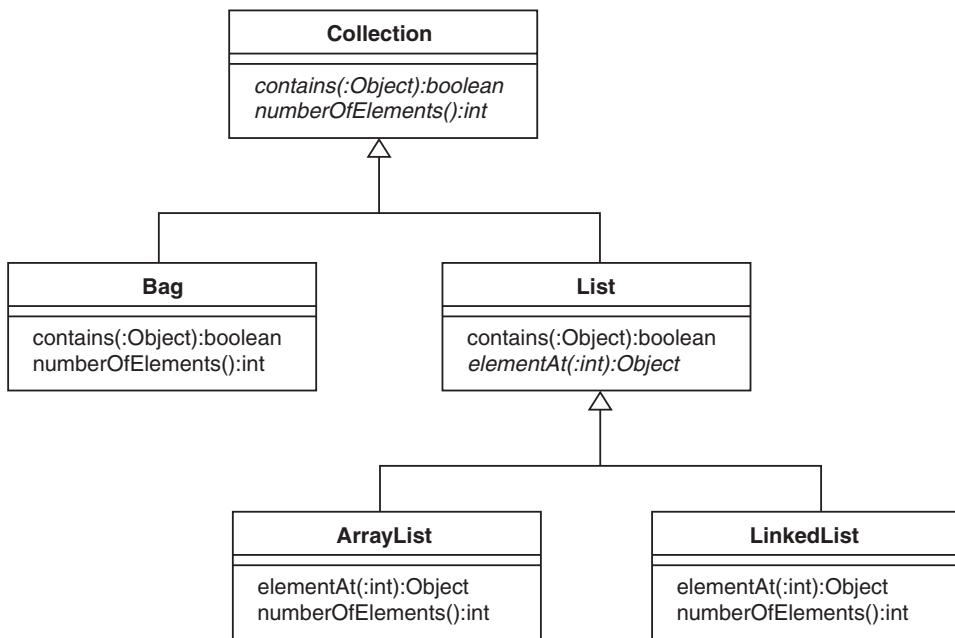 Collection
contains(:Object):boolean
numberOfElements():int
Bag
contains(:Object):boolean
numberOfElements():int
List
contains(:Object):boolean
elementAt(:int):Object
ArrayList
elementAt(:int):Object
numberOfElements():int
LinkedList
elementAt(:int):Object
numberOfElements():int